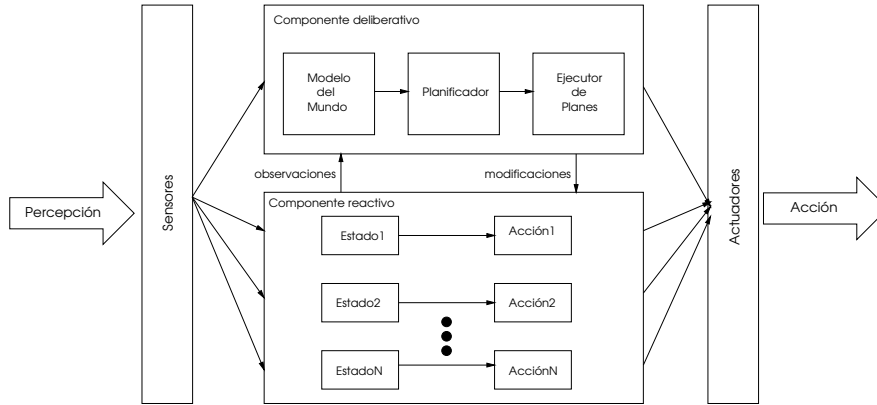 Componente deliberativo
Modelo
del
Mundo
Planificador
Ejecutor
de
Planes
observaciones
modificaciones
Percepción
Sensores
Componente reactivo
Estado1
Acción1
Estado2
Acción2
EstadoN
AcciónN
Actuadores
Acción